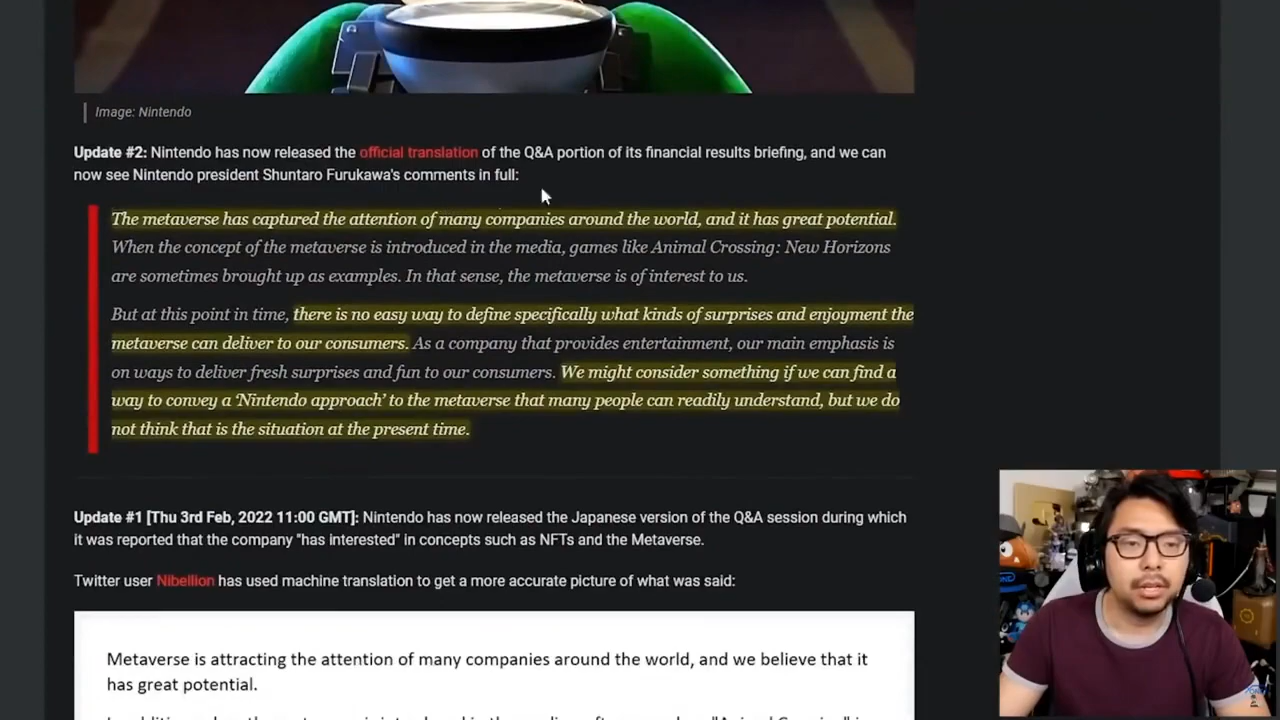 Image: Nintendo
Update #2: Nintendo has now released the official translation of the Q&A portion of its financial results briefing, and we can
now see Nintendo president Shuntaro Furukawa's comments in full:
The metaverse has captured the attention of many companies around the world, and it has great potential.
When the concept of the metaverse is introduced in the media, games like Animal Crossing: New Horizons
are sometimes brought up as examples. In that sense, the metaverse is of interest to us.
But at this point in time, there is no easy way to define specifically what kinds of surprises and enjoyment the
metaverse can deliver to our consumers. As a company that provides entertainment, our main emphasis is
on ways to deliver fresh surprises and fun to our consumers. We might consider something if we can find a
way to convey a ‘Nintendo approach’ to the metaverse that many people can readily understand, but we do
not think that is the situation at the present time.
Update #1 [Thu 3rd Feb, 2022 11:00 GMT]: Nintendo has now released the Japanese version of the Q&A session during which
it was reported that the company "has interested" in concepts such as NFTs and the Metaverse.
Twitter user Nibellion has used machine translation to get a more accurate picture of what was said:
Metaverse is attracting the attention of many companies around the world, and we believe that it
has great potential.